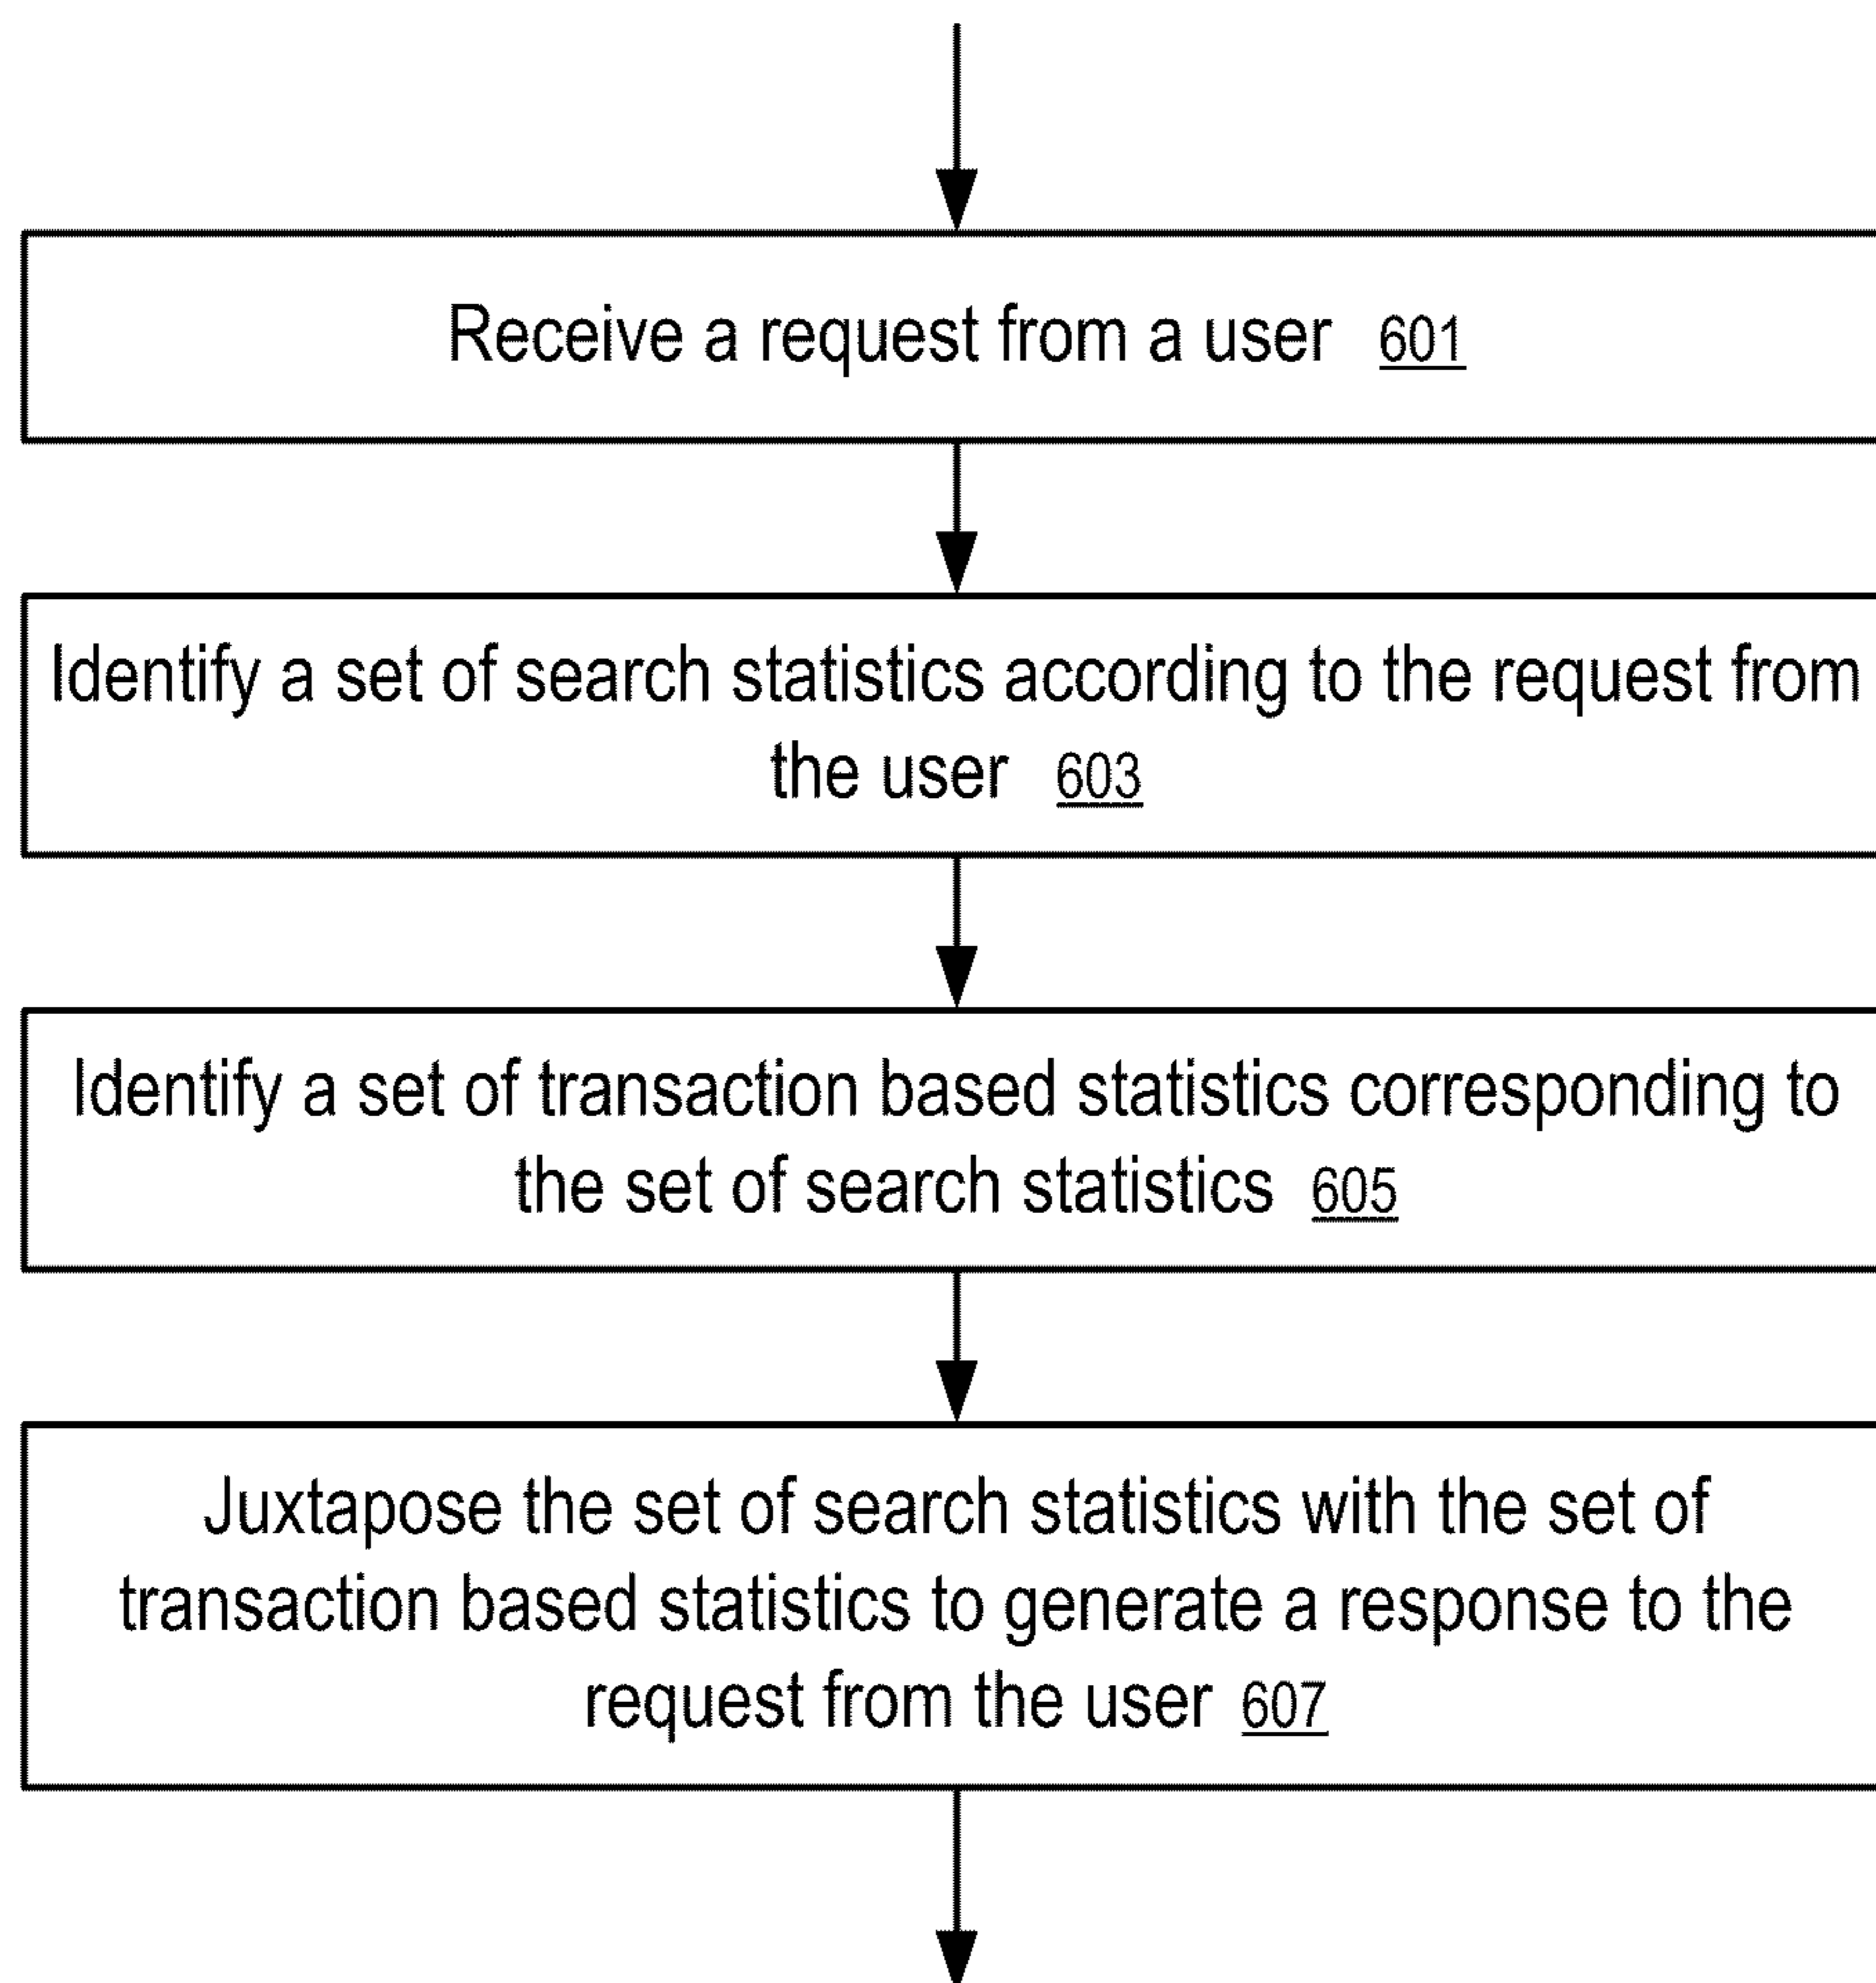 Receive a request from a user 601
Identify a set of search statistics according to the request from
the user 603
Identify a set of transaction based statistics corresponding to
the set of search statistics 605
Juxtapose the set of search statistics with the set of
transaction based statistics to generate a response to the
request from the user 607